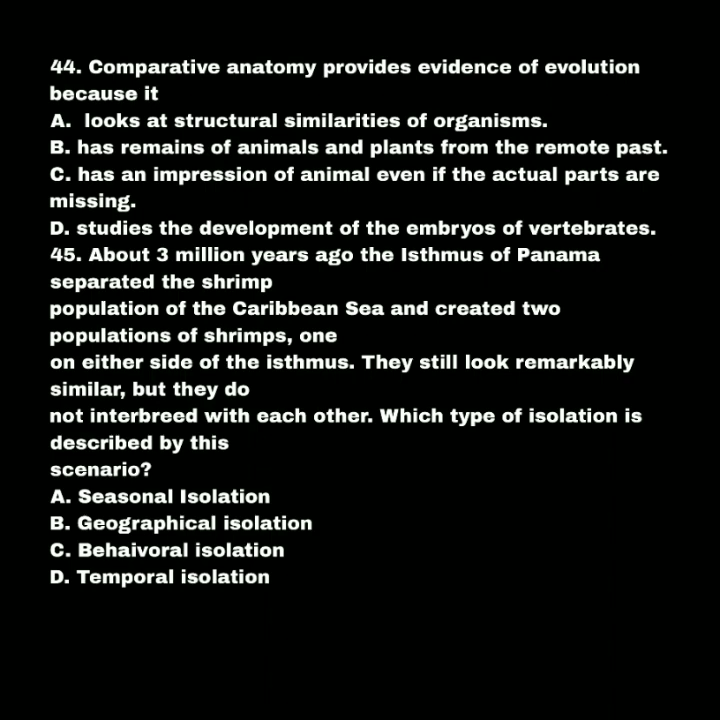 44. Comparative anatomy provides evidence of evolution
because it
A.  looks at structural similarities of organisms.
B. has remains of animals and plants from the remote past.
C. has an impression of animal even if the actual parts are
missing.
D. studies the development of the embryos of vertebrates.
45. About 3 million years ago the Isthmus of Panama
separated the shrimp
population of the Caribbean Sea and created two
populations of shrimps, one
on either side of the isthmus. They still look remarkably
similar, but they do
not interbreed with each other. Which type of isolation is
described by this
scenario?
A. Seasonal Isolation
B. Geographical isolation
C. Behaivoral isolation
D. Temporal isolation